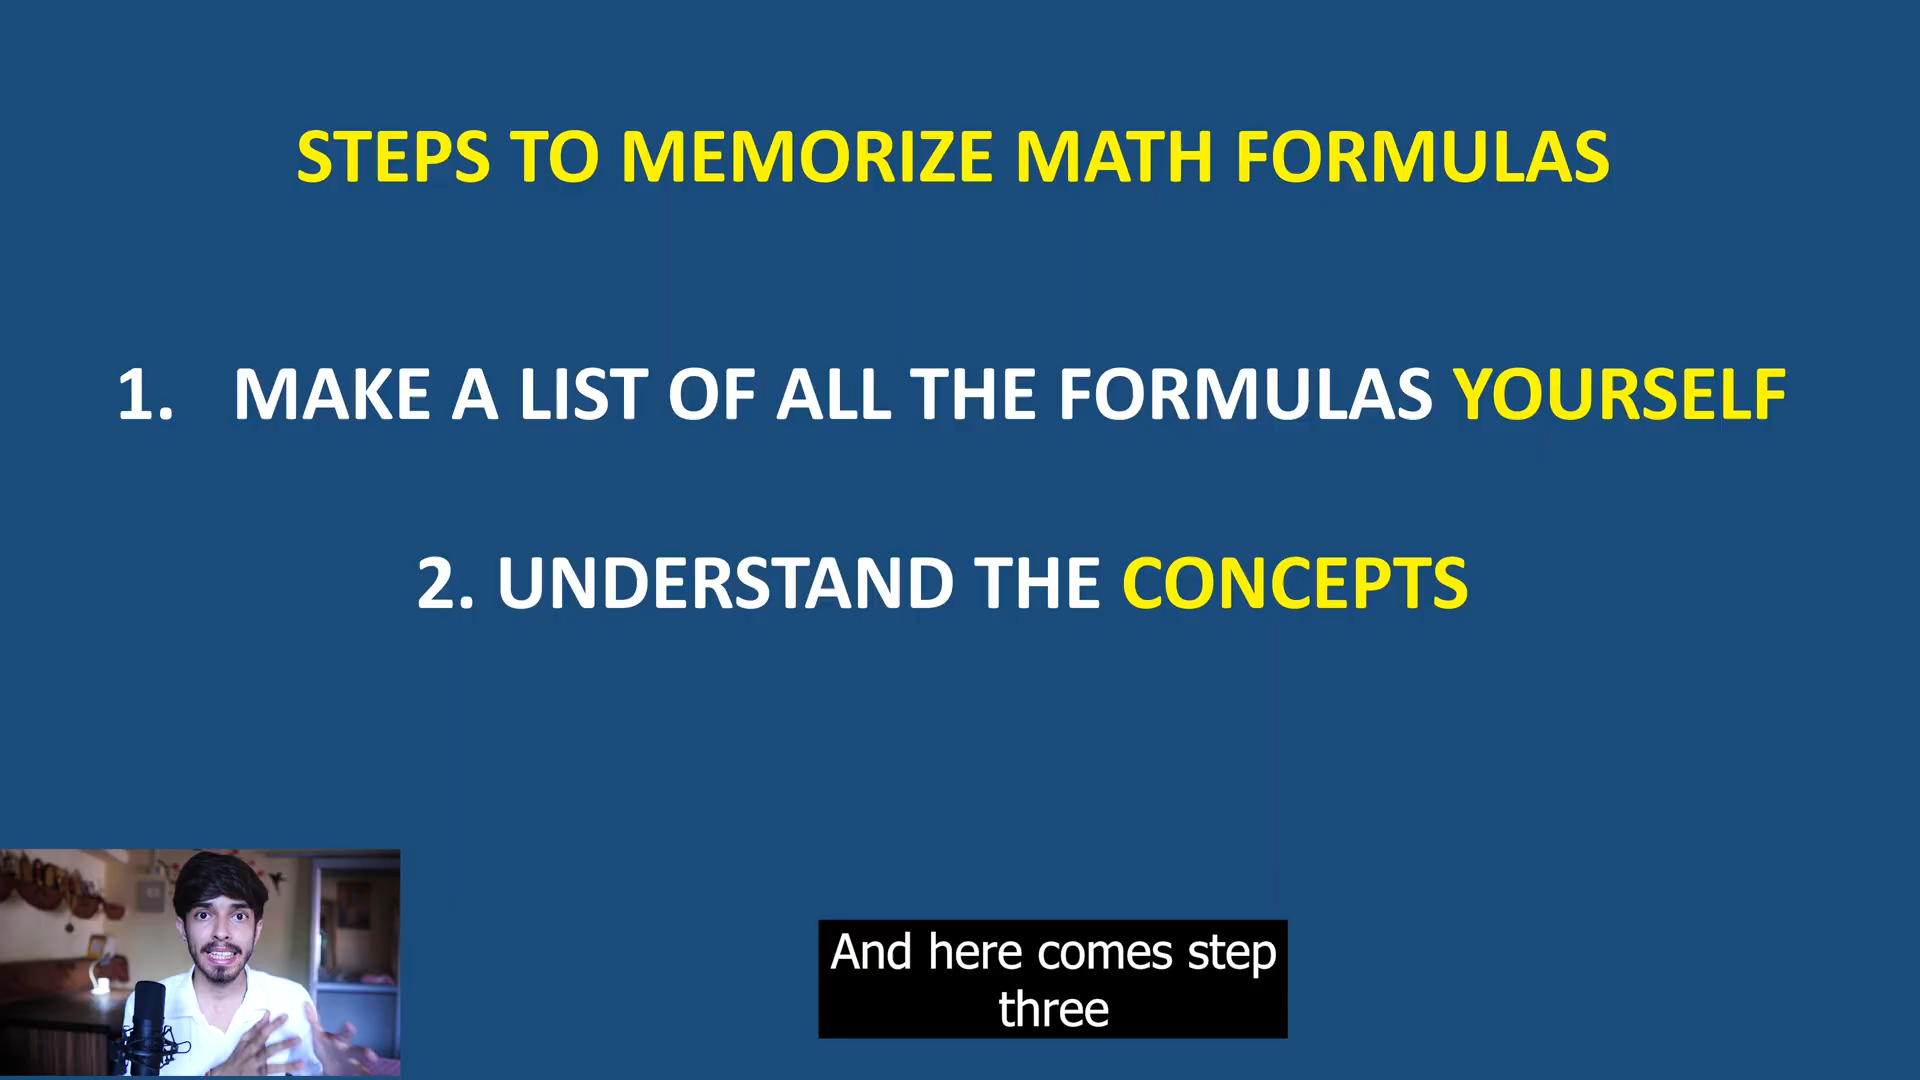 STEPS TO MEMORIZE MATH FORMULAS
1. MAKE A LIST OF ALL THE FORMULAS YOURSELF
2. UNDERSTAND THE CONCEPTS
And here comes step
three